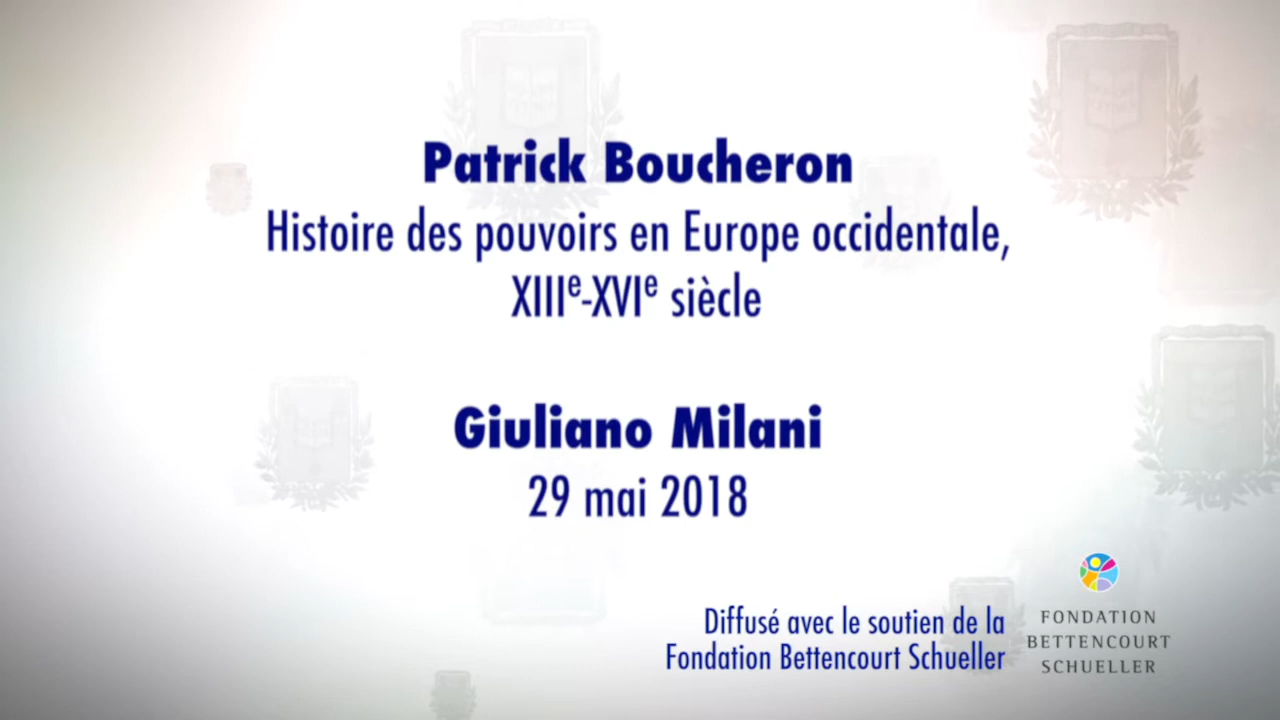 Patrick Boucheron
Histoire des pouvoirs en Europe occidentale,
XIIIe-XVIe siècle
Giuliano Milani
29 mai 2018
Diffusé avec le soutien de la
Fondation Bettencourt Schueller
FONDATION
BETTENCOURT
SCHUELLER